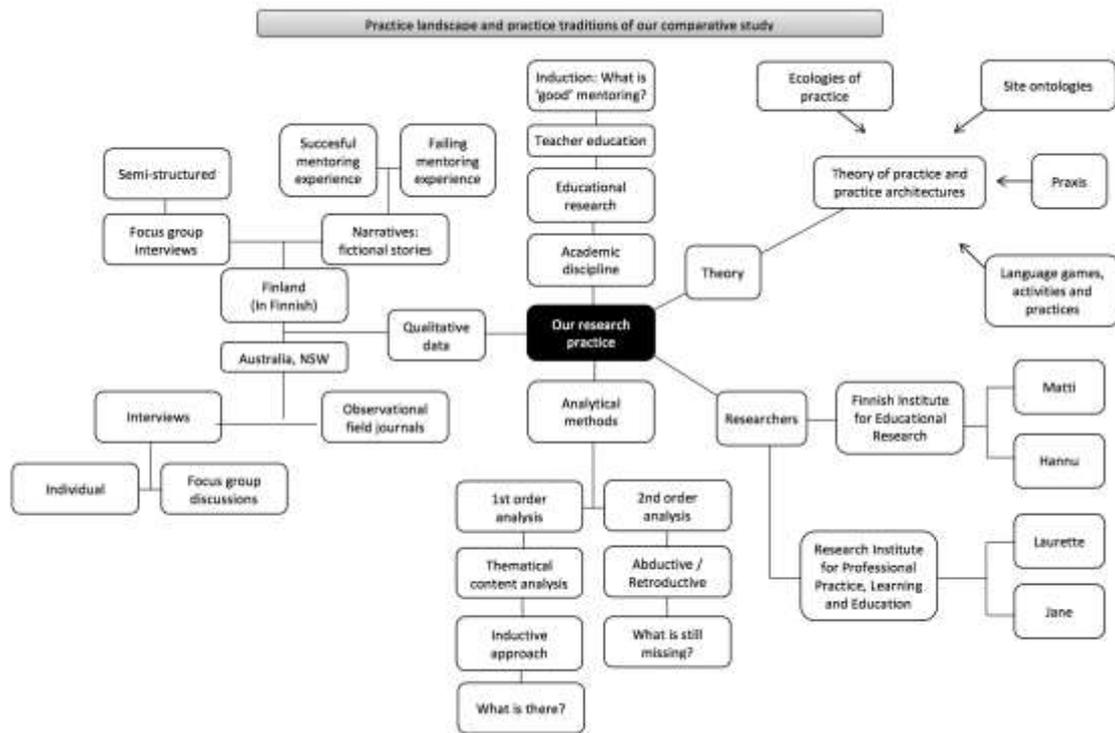 Practice landscape and practice traditions of our comparative study
Induction: What is
'good' mentoring?
Teacher education
Educational
research
Academic
discipline
Our research
practice
Ecologies of
practice
Site ontologies
Theory of practice and
practice architectures
Praxis
Language games,
activities and
practices
Theory
Succesful
mentoring
experience
Failing
mentoring
experience
Semi-structured
Focus group
interviews
Narratives:
fictional stories
Finland
(in Finnish)
Qualitative
data
Australia, NSW
Interviews
Observational
field journals
Individual
Focus group
discussions
Analytical
methods
1st order
analysis
2nd order
analysis
Thematical
content analysis
Abductive /
Retroductive
Inductive
approach
What is still
missing?
What is there?
Researchers
Finnish Institute
for Educational
Research
Matti
Hannu
Research Institute
for Professional
Practice, Learning
and Education
Laurette
Jane